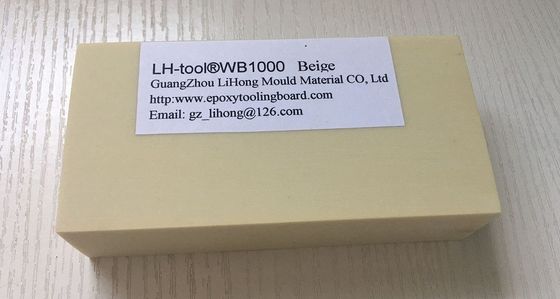 LH-tool®WB1000 Beige
GuangZhou LiHong Mould Material CO, Ltd
http:www.epoxytoolingboard.com
Email: gz_lihong@126.com